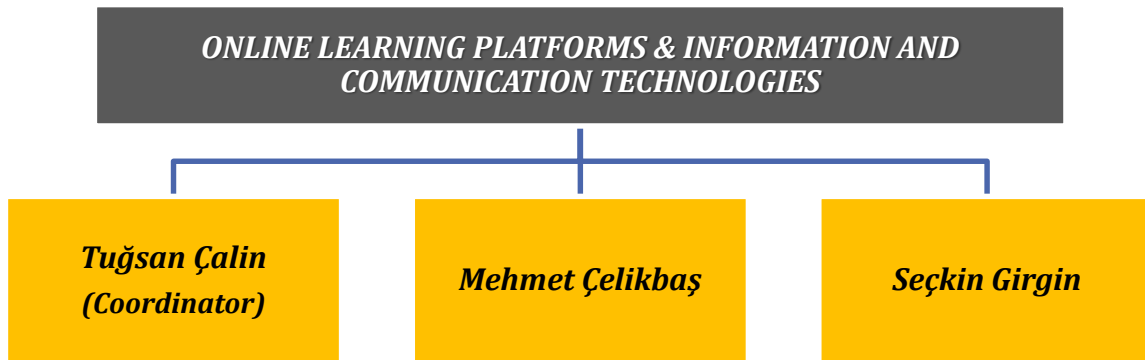 ONLINE LEARNING PLATFORMS & INFORMATION AND
COMMUNICATION TECHNOLOGIES
Tuğsan Çalin
(Coordinator)
Mehmet Çelikbaş
Seçkin Girgin